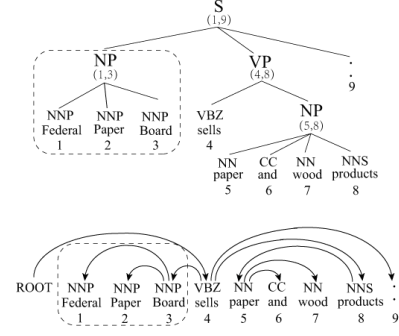 S
(1,9)
NP
(1,3)
VP
(4,8)
.
9
NNP NNP NNP
Federal Paper Board
1 2 3
VBZ
sells
4
NP
(5,8)
NN CC NN NNS
paper and wood products
5 6 7 8
ROOT NNP NNP NNP VBZ NN CC NN NNS .
Federal Paper Board sells paper and wood products .
1 2 3 4 5 6 7 8 9